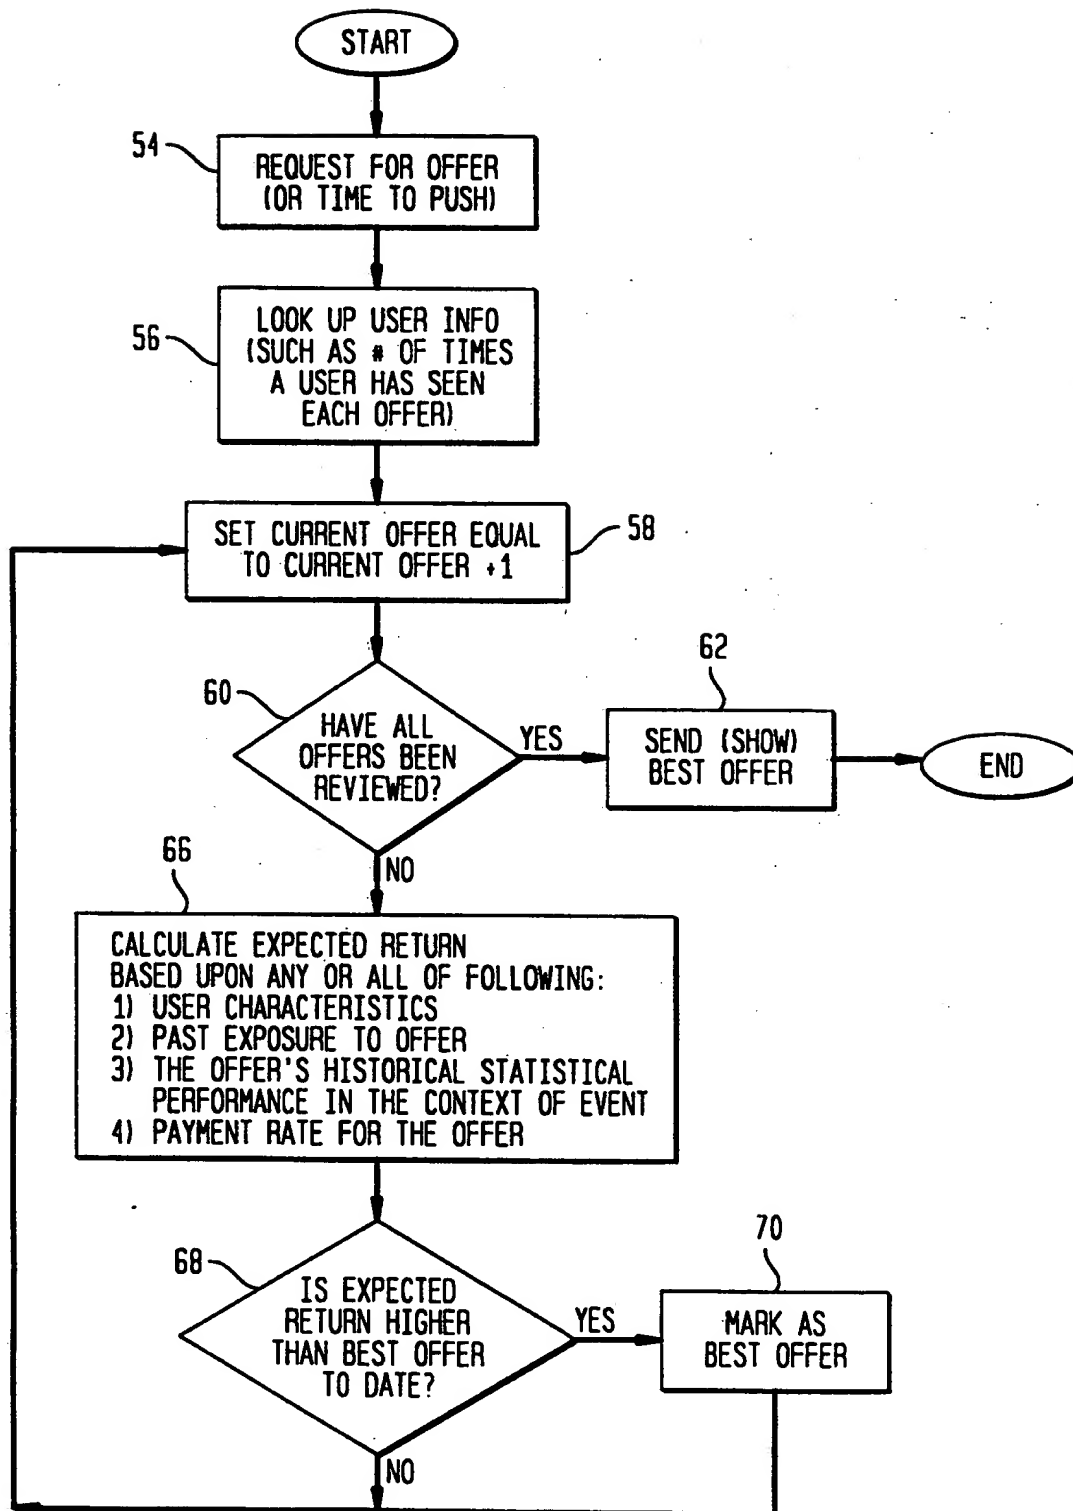 START
54
REQUEST FOR OFFER
(OR TIME TO PUSH)
56
LOOK UP USER INFO
(SUCH AS # OF TIMES
A USER HAS SEEN
EACH OFFER)
SET CURRENT OFFER EQUAL
TO CURRENT OFFER +1
58
60
HAVE ALL
OFFERS BEEN
REVIEWED?
YES
62
SEND (SHOW)
BEST OFFER
END
NO
66
CALCULATE EXPECTED RETURN
BASED UPON ANY OR ALL OF FOLLOWING:
1) USER CHARACTERISTICS
2) PAST EXPOSURE TO OFFER
3) THE OFFER'S HISTORICAL STATISTICAL
PERFORMANCE IN THE CONTEXT OF EVENT
4) PAYMENT RATE FOR THE OFFER
68
IS EXPECTED
RETURN HIGHER
THAN BEST OFFER
TO DATE?
YES
70
MARK AS
BEST OFFER
NO